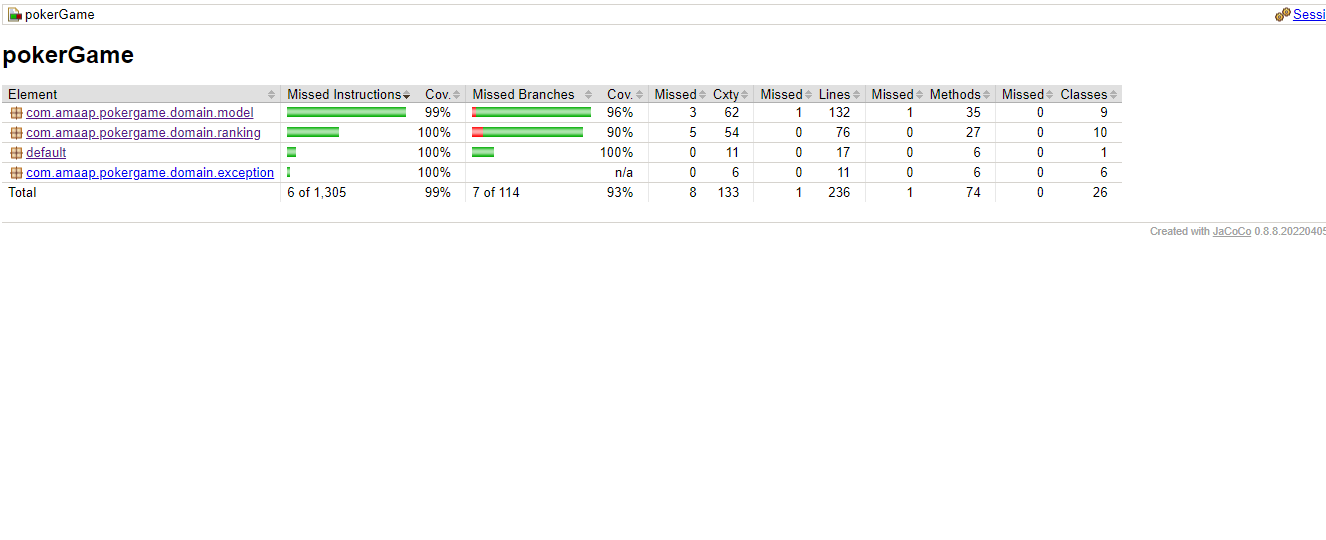 pokerGame Sessi
pokerGame
Element Missed Instructions Cov. Missed Branches Cov. Missed Cxty Missed Lines Missed Methods Missed Classes
com.amaap.pokergame.domain.model 99% 96% 3 62 1 132 1 35 0 9
com.amaap.pokergame.domain.ranking 100% 90% 5 54 0 76 0 27 0 10
default 100% 100% 0 11 0 17 0 6 0 1
com.amaap.pokergame.domain.exception 100% n/a 0 6 0 11 0 6 0 6
Total 6 of 1,305 99% 7 of 114 93% 8 133 1 236 1 74 0 26
Created with JaCoCo 0.8.8.20220405